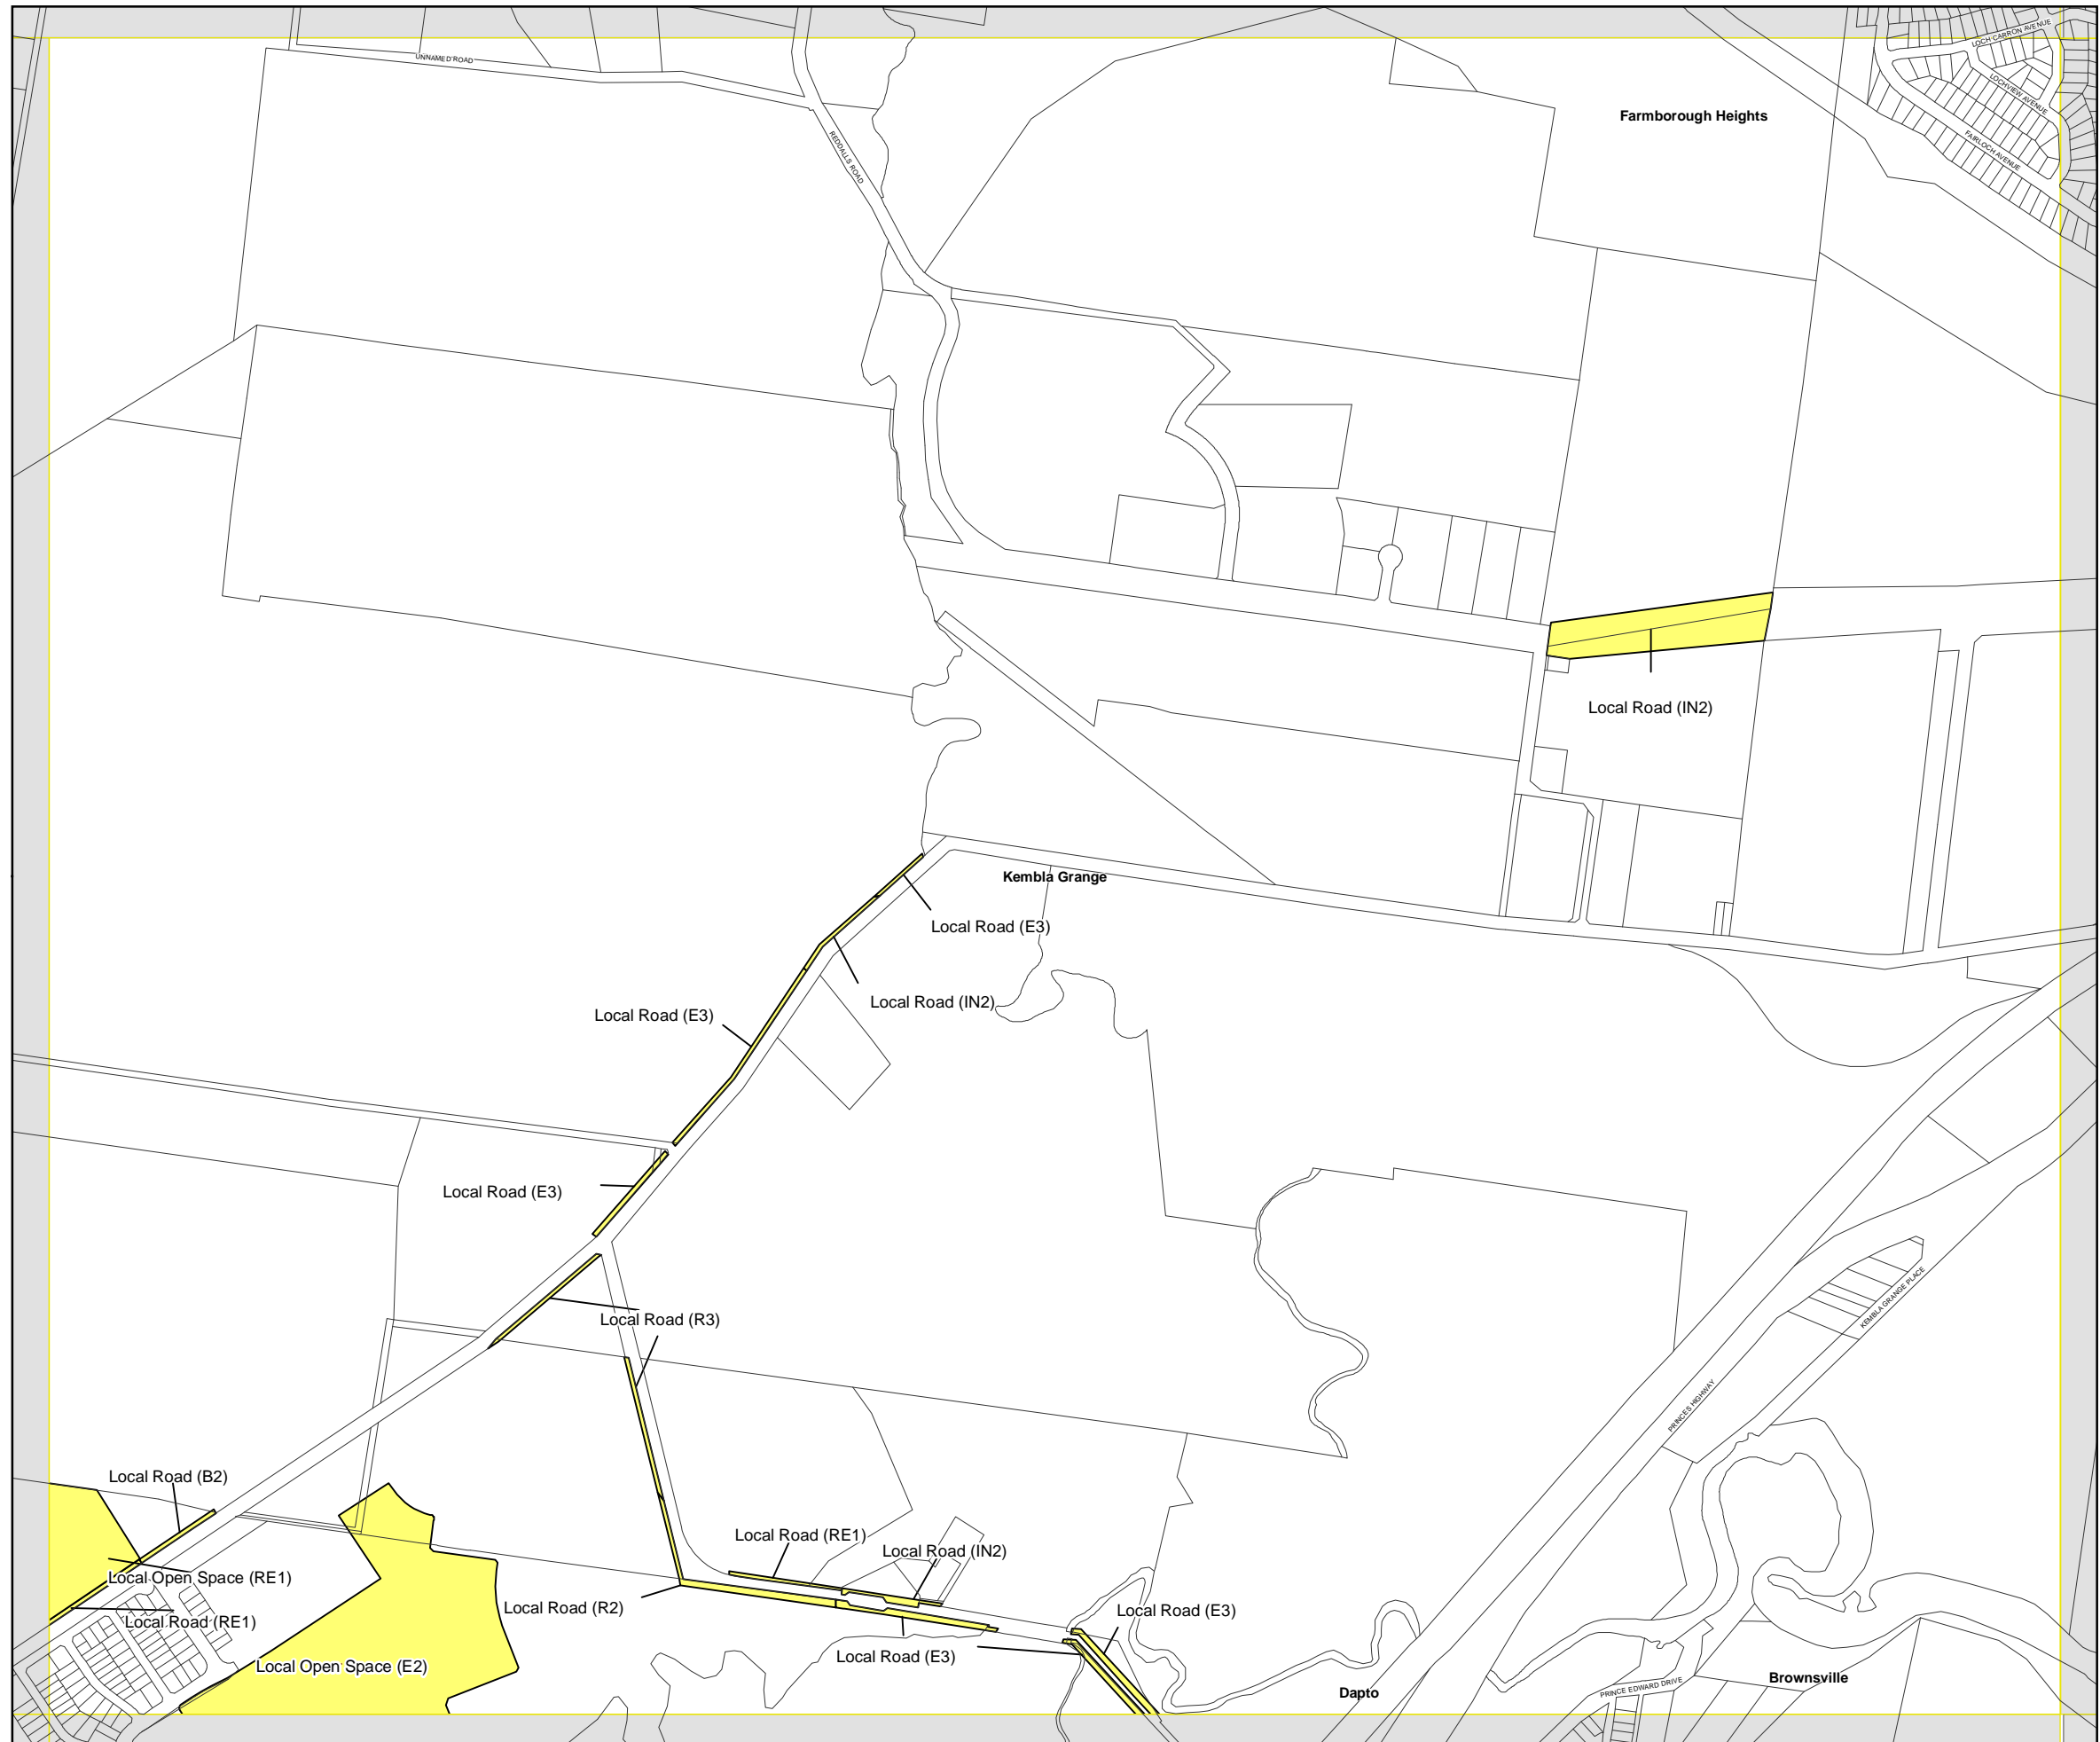 LOCH CARRON AVENUE
UNNAMED ROAD
LOCHVIEW AVENUE
Farmborough Heights
FAIRLOCH AVENUE
REDDALLS ROAD
Local Road (IN2)
Kembla Grange
Local Road (E3)
Local Road (IN2)
Local Road (E3)
Local Road (E3)
KEMBLA GRANGE PLACE
Local Road (R3)
PRINCES HIGHWAY
Local Road (B2)
Local Road (RE1)
Local Road (IN2)
Local Open Space (RE1)
Local Road (R2)
Local Road (E3)
Local Road (RE1)
Local Road (E3)
Local Open Space (E2)
Brownsville
PRINCE EDWARD DRIVE
Dapto